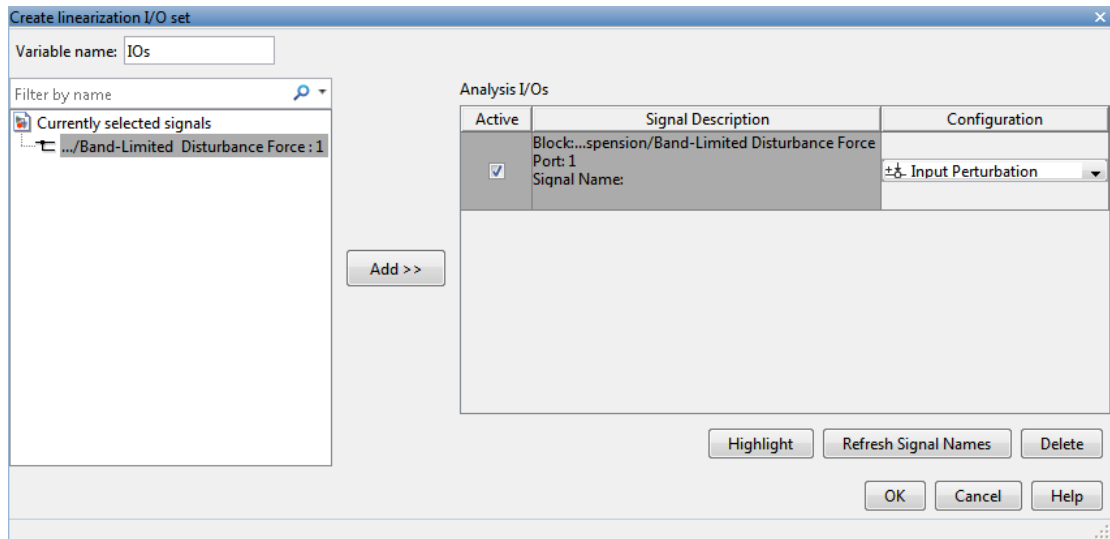 Create linearization I/O set
Variable name: IOs
Filter by name
Currently selected signals
.../Band-Limited Disturbance Force : 1
Add >>
Analysis I/Os
Active Signal Description Configuration
Block:...spension/Band-Limited Disturbance Force
Port: 1
Signal Name:
Input Perturbation
Highlight Refresh Signal Names Delete
OK Cancel Help